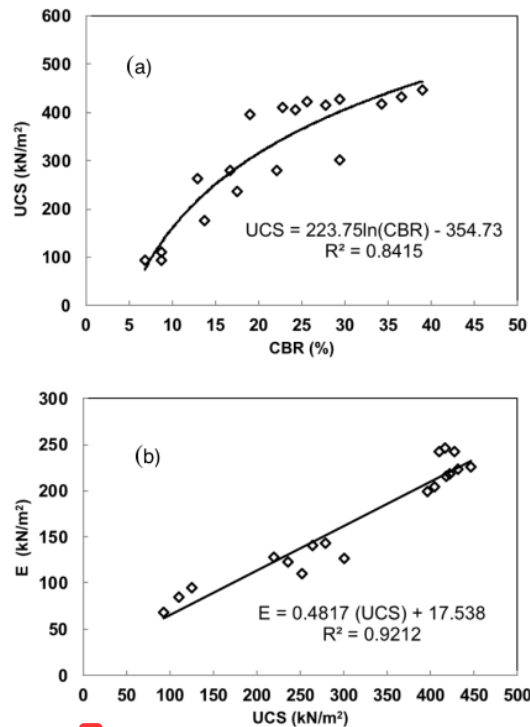 600
500
400
300
200
100
0
UCS (kN/m²)
(a)
UCS = 223.75ln(CBR) - 354.73
R² = 0.8415
0 5 10 15 20 25 30 35 40 45 50
CBR (%)
300
250
200
150
100
50
0
E (kN/m²)
(b)
E = 0.4817 (UCS) + 17.538
R² = 0.9212
0 50 100 150 200 250 300 350 400 450 500
UCS (kN/m²)